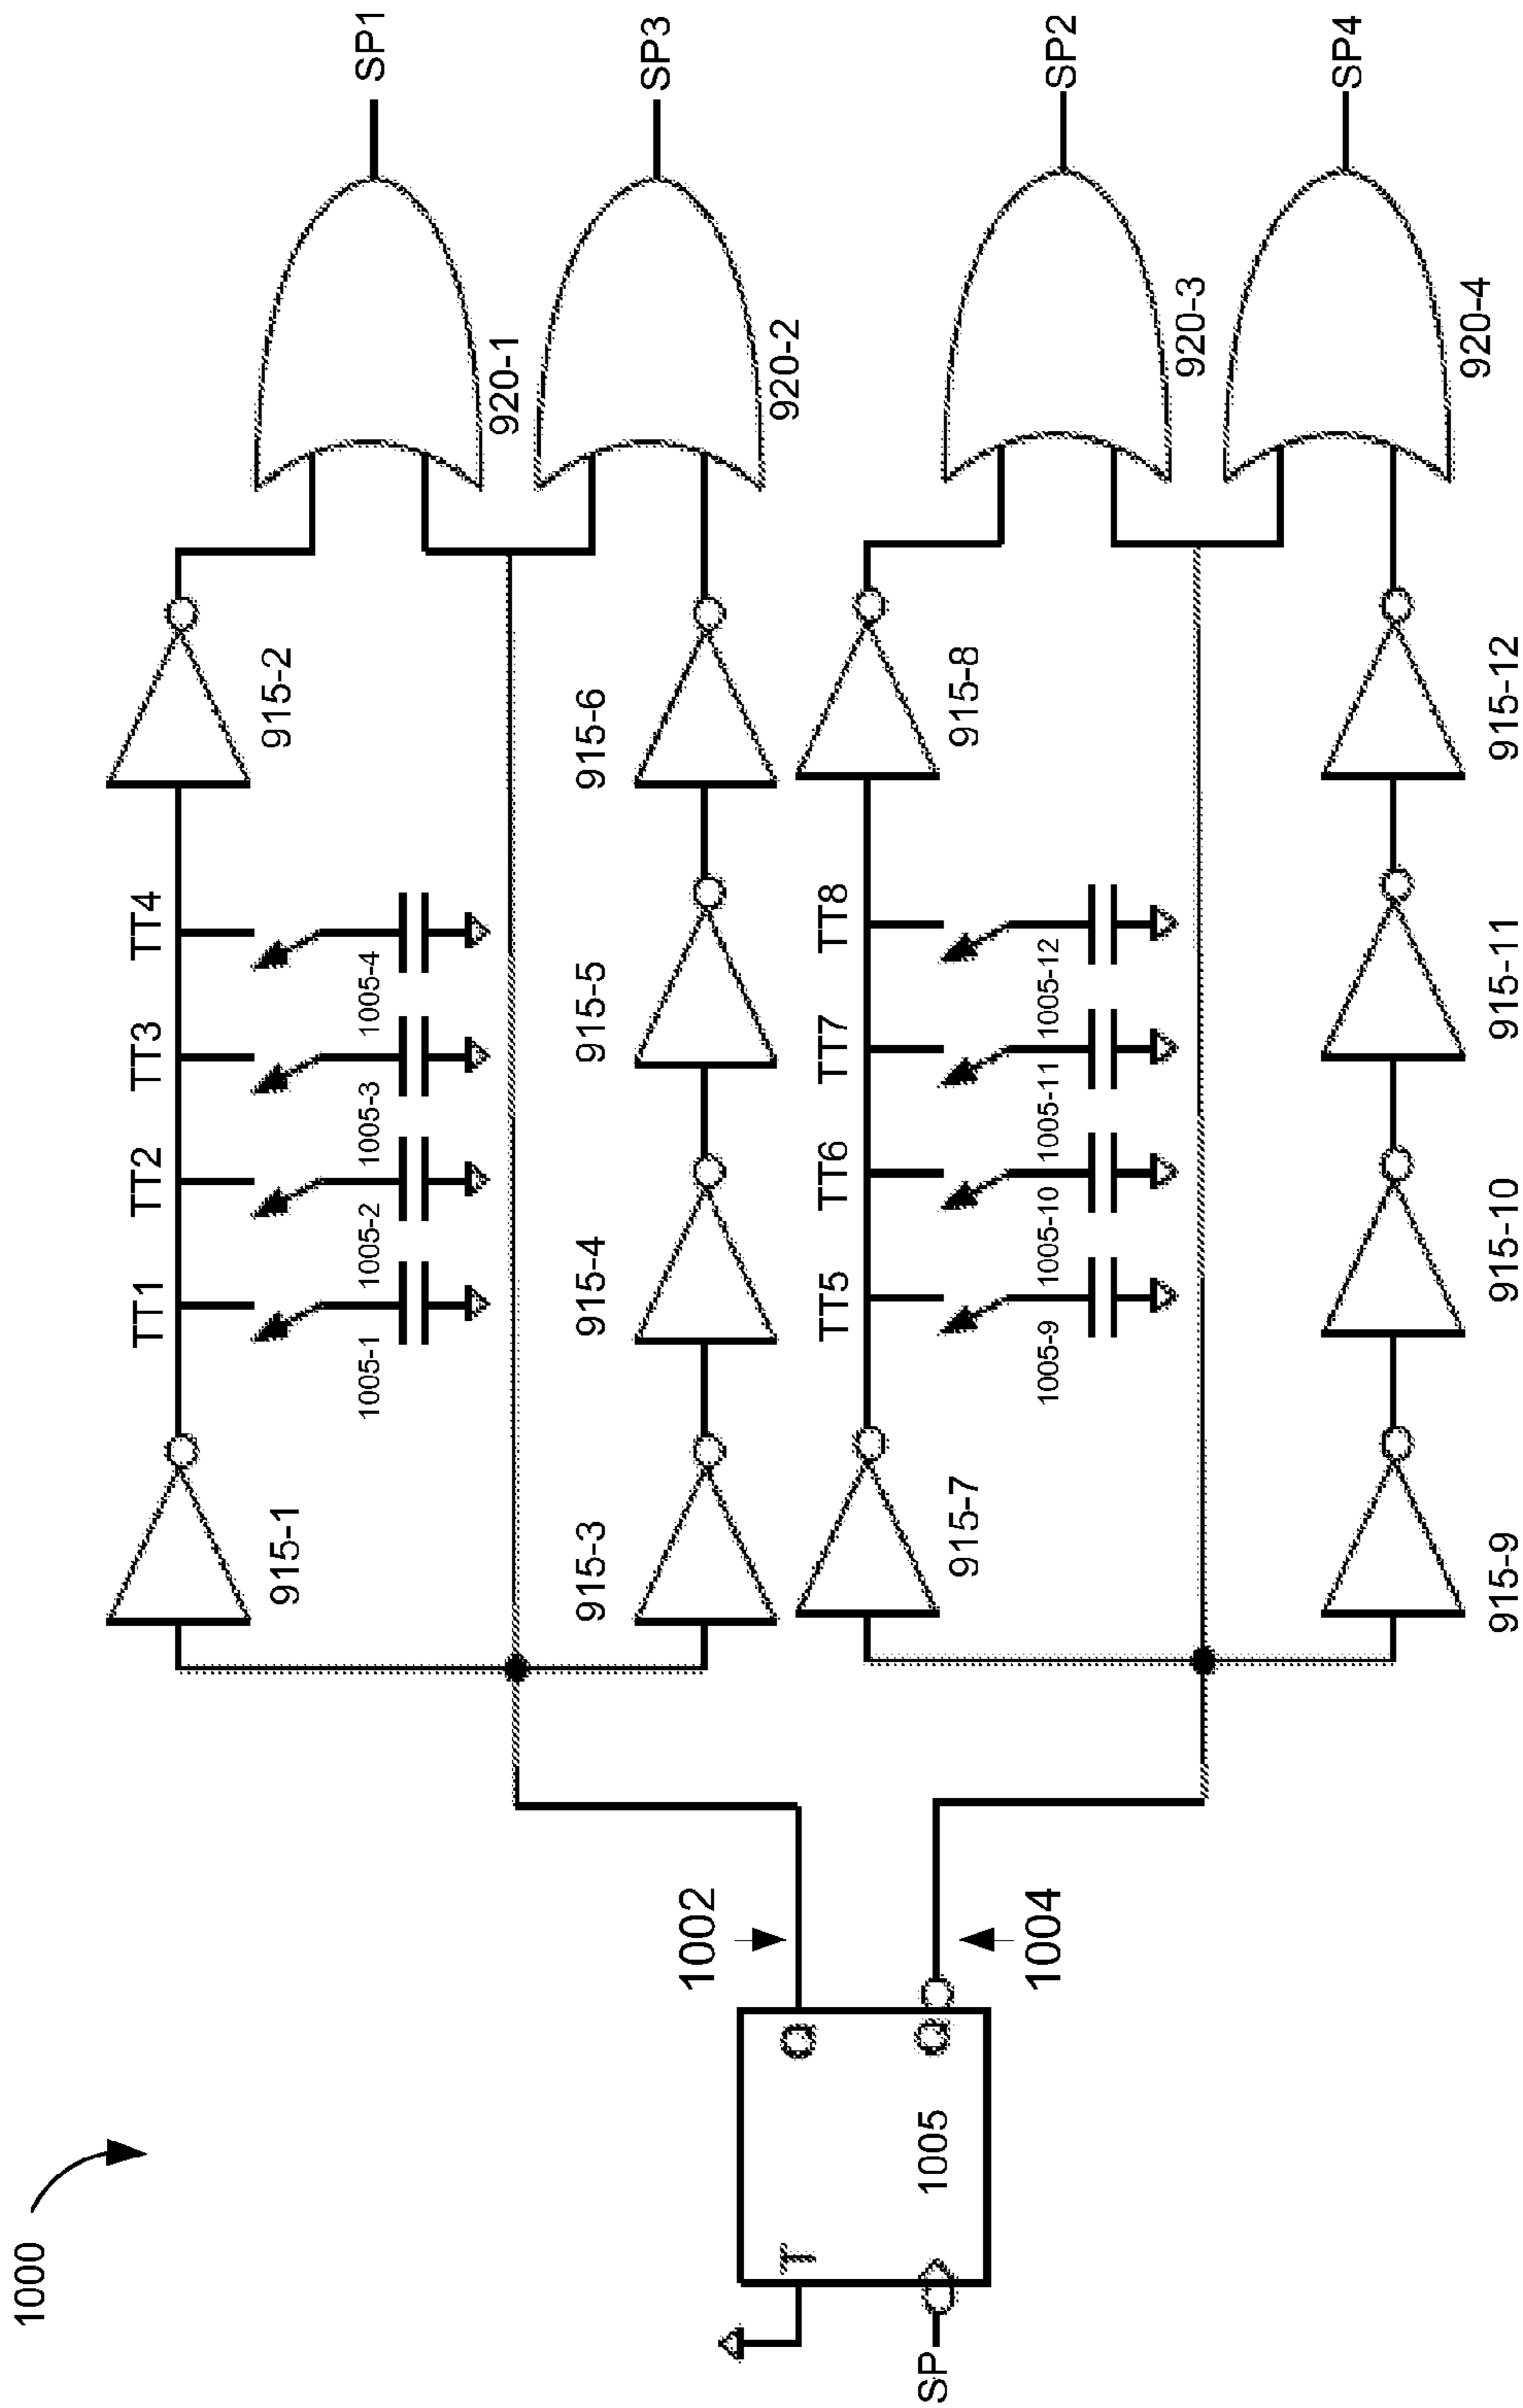 1000
T
Q
SP
1005
Q
1002
1004
915-1
TT1
TT2
TT3
TT4
1005-1
1005-2
1005-3
1005-4
915-2
920-1
SP1
915-3
915-4
915-5
915-6
920-2
SP3
915-7
TT5
TT6
TT7
TT8
1005-9
1005-10
1005-11
1005-12
915-8
920-3
SP2
915-9
915-10
915-11
915-12
920-4
SP4